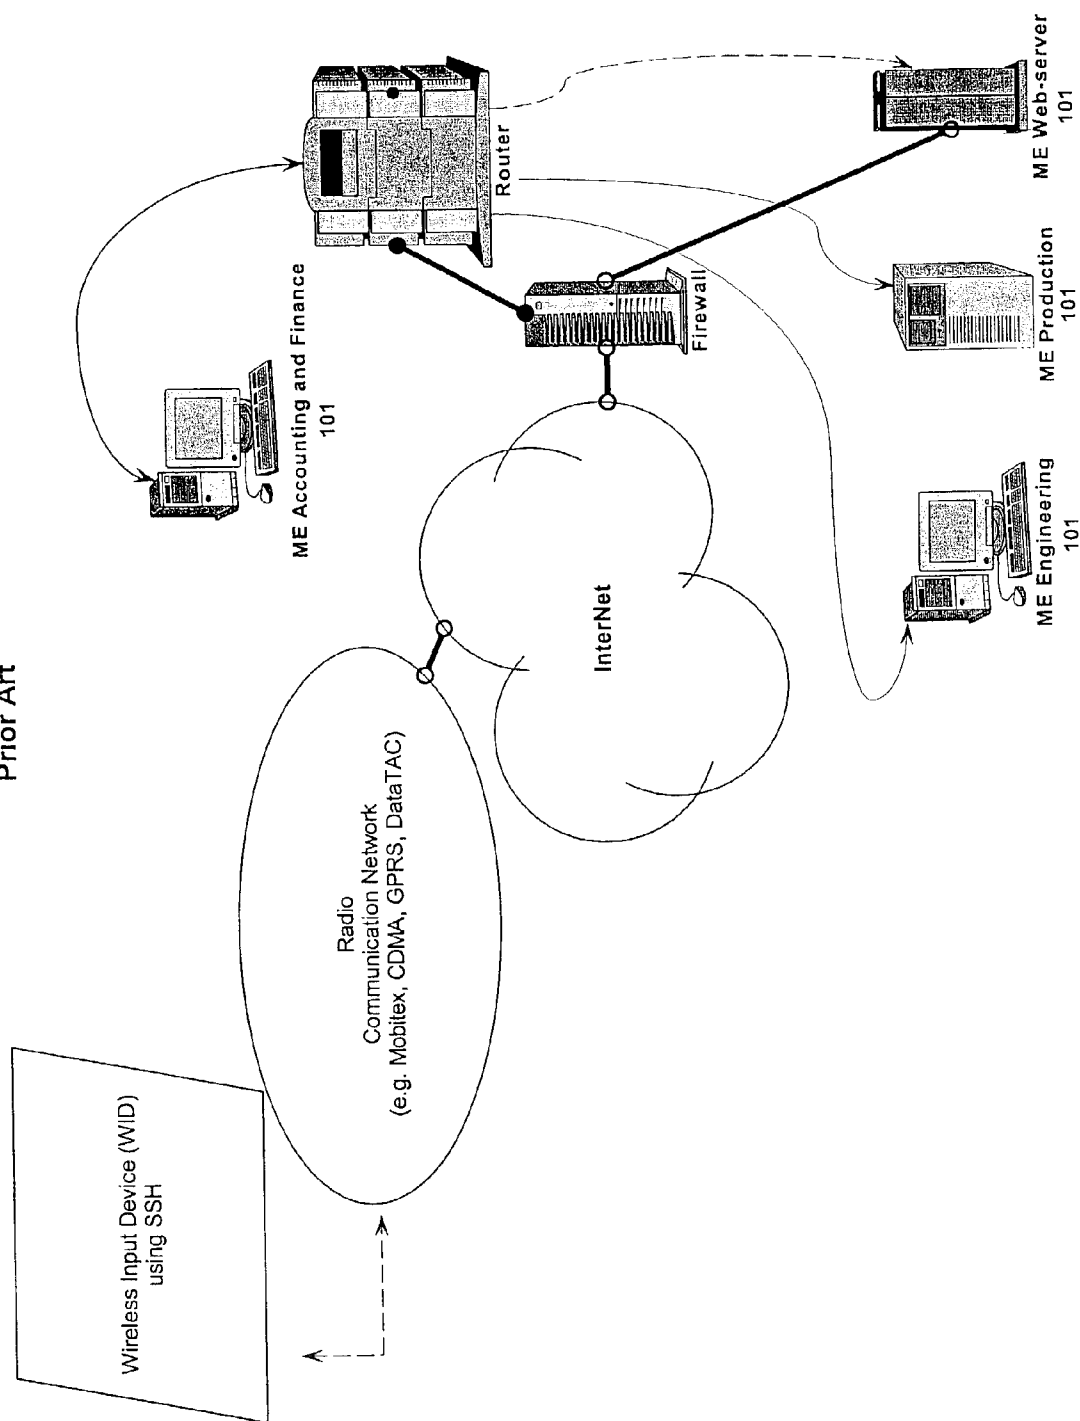 Prior Art
Wireless Input Device (WID)
using SSH
Radio
Communication Network
(e.g. Mobitex, CDMA, GPRS, DataTAC)
InterNet
ME Accounting and Finance
101
Router
Firewall
ME Engineering
101
ME Production
101
ME Web-server
101